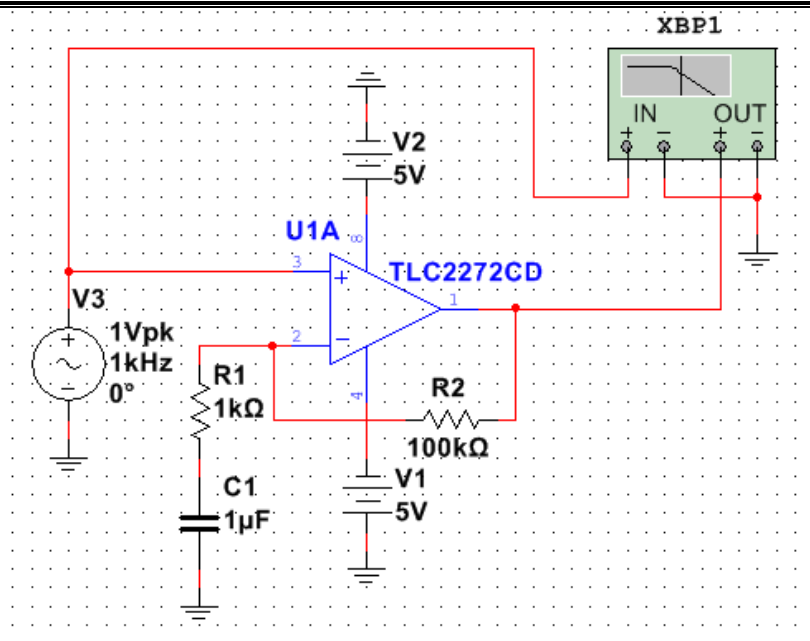 XBP1
IN OUT
+ − + −
V2
5V
U1A
8
3
+
TLC2272CD
1
V3
+
1Vpk
1kHz
0°
−
2
−
R1
1kΩ
4
R2
100kΩ
C1
1µF
V1
5V